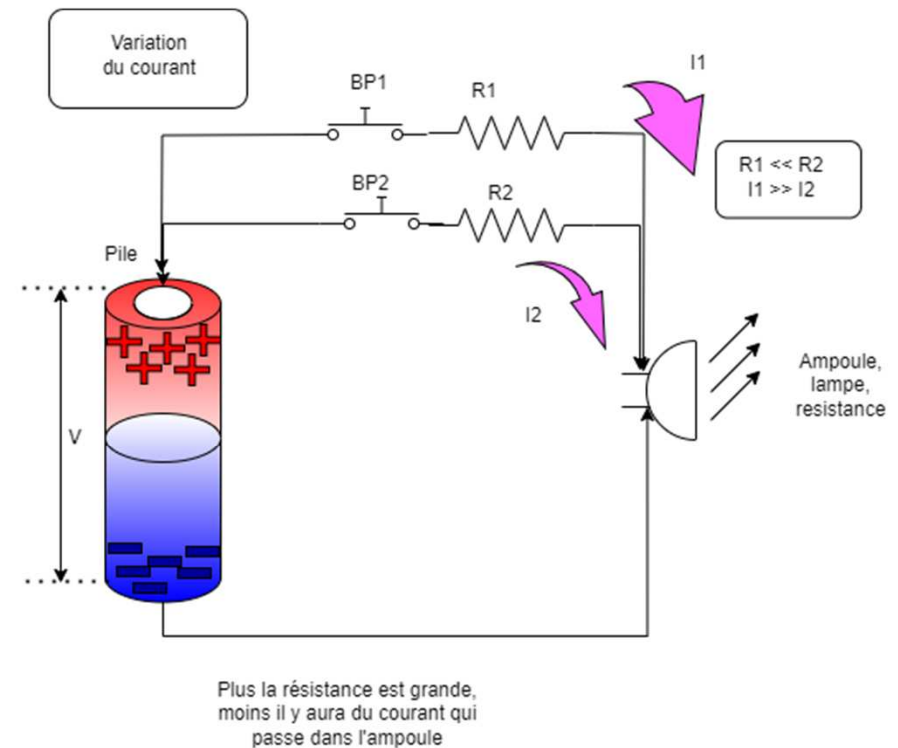 Variation
du courant
BP1
R1
I1
BP2
R2
R1 << R2
I1 >> I2
Pile
I2
V
Ampoule,
lampe,
resistance
Plus la résistance est grande,
moins il y aura du courant qui
passe dans l'ampoule